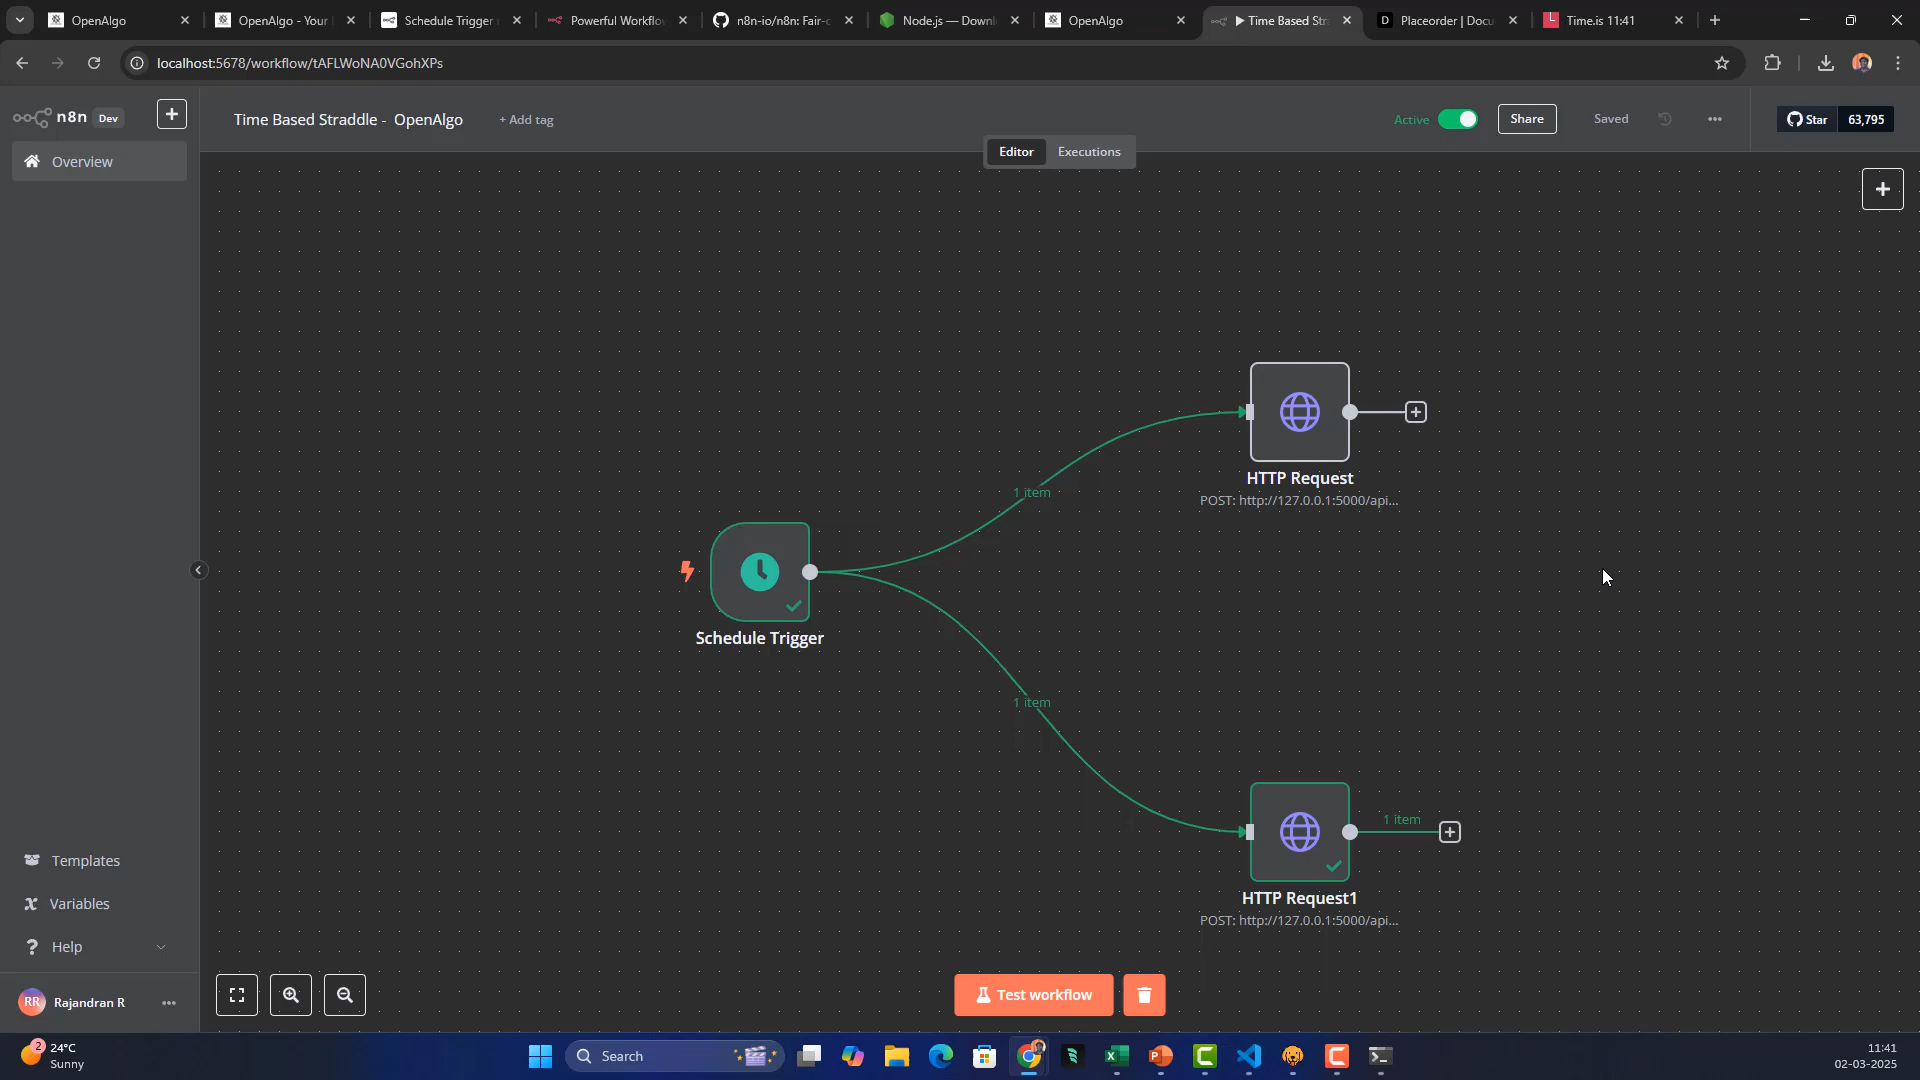 OpenAlgo
OpenAlgo - Your
Schedule Trigger
Powerful Workflo
n8n-io/n8n: Fair-c
Node.js — Downl
OpenAlgo
▶ Time Based Str
Placeorder | Docu
Time.is 11:41
localhost:5678/workflow/tAFLWoNA0VGohXPs
n8n Dev
Time Based Straddle - OpenAlgo
+ Add tag
Active
Share
Saved
Star 63,795
Editor Executions
Overview
1 item
HTTP Request
POST: http://127.0.0.1:5000/api...
Schedule Trigger
1 item
1 item
HTTP Request1
POST: http://127.0.0.1:5000/api...
Templates
Variables
Help
RR Rajandran R
Test workflow
2
24°C
Sunny
Search
11:41
02-03-2025